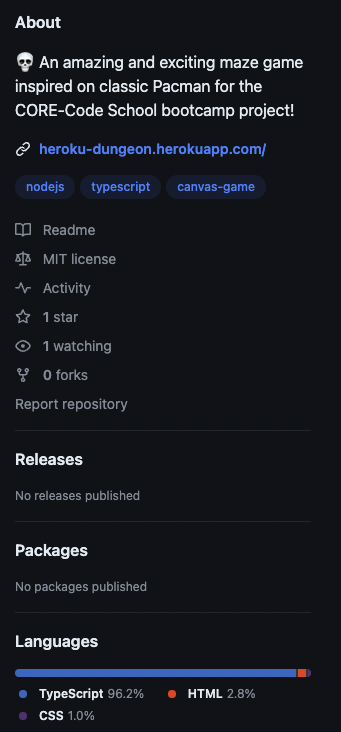 About
💀 An amazing and exciting maze game
inspired on classic Pacman for the
CORE-Code School bootcamp project!
heroku-dungeon.herokuapp.com/
nodejs typescript canvas-game
Readme
MIT license
Activity
1 star
1 watching
0 forks
Report repository
Releases
No releases published
Packages
No packages published
Languages
TypeScript 96.2% HTML 2.8%
CSS 1.0%